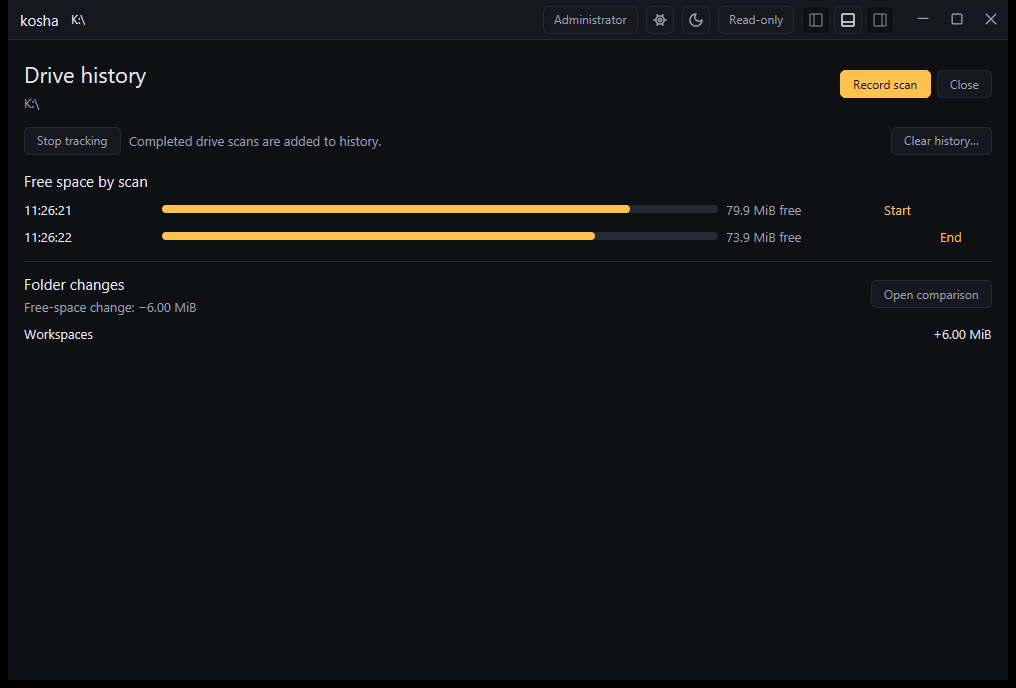 kosha K:\ Administrator Read-only
Drive history
Record scan Close
K:\
Stop tracking Completed drive scans are added to history. Clear history...
Free space by scan
11:26:21 79.9 MiB free Start
11:26:22 73.9 MiB free End
Folder changes
Open comparison
Free-space change: −6.00 MiB
Workspaces +6.00 MiB